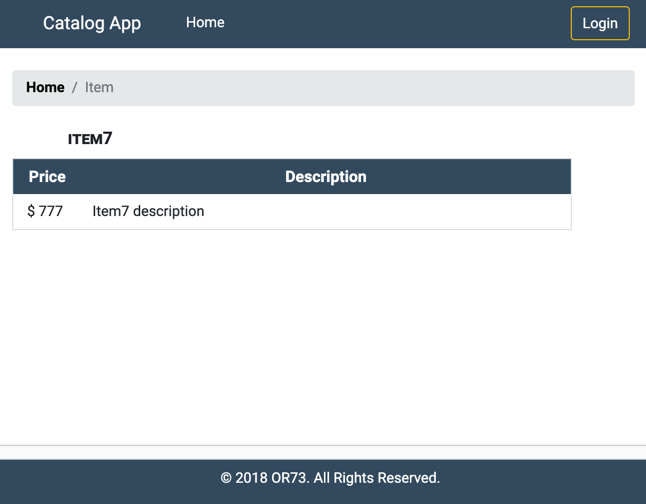 Catalog App Home Login
Home / Item
ITEM7
Price Description
$ 777 Item7 description
© 2018 OR73. All Rights Reserved.